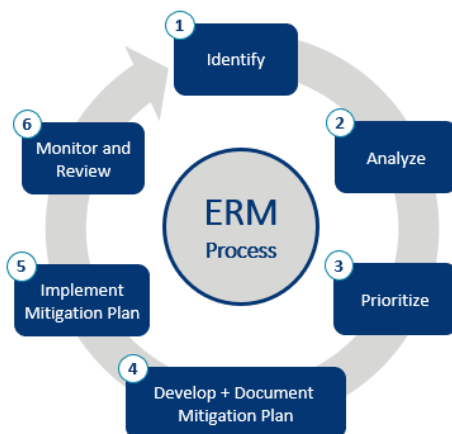 1
Identify
2
Analyze
3
Prioritize
4
Develop + Document
Mitigation Plan
5
Implement
Mitigation Plan
6
Monitor and
Review
ERM
Process